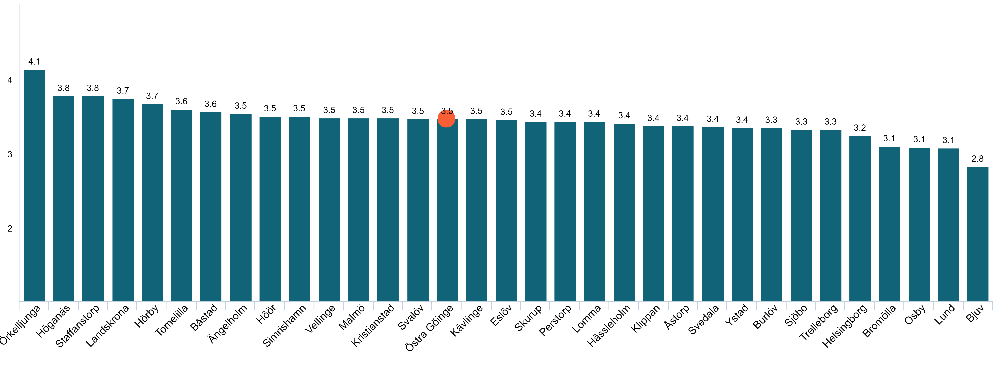 4.1
3.8
3.8
3.7
3.7
3.6
3.6
3.5
3.5
3.5
3.5
3.5
3.5
3.5
3.5
3.5
3.5
3.4
3.4
3.4
3.4
3.4
3.4
3.4
3.4
3.3
3.3
3.3
3.2
3.1
3.1
3.1
2.8
4
3
2
Örkelljunga
Höganäs
Staffanstorp
Landskrona
Hörby
Tomelilla
Båstad
Ängelholm
Höör
Simrishamn
Vellinge
Malmö
Kristianstad
Svalöv
Östra Göinge
Kävlinge
Eslöv
Skurup
Perstorp
Lomma
Hässleholm
Klippan
Åstorp
Svedala
Ystad
Burlöv
Sjöbo
Trelleborg
Helsingborg
Bromölla
Osby
Lund
Bjuv